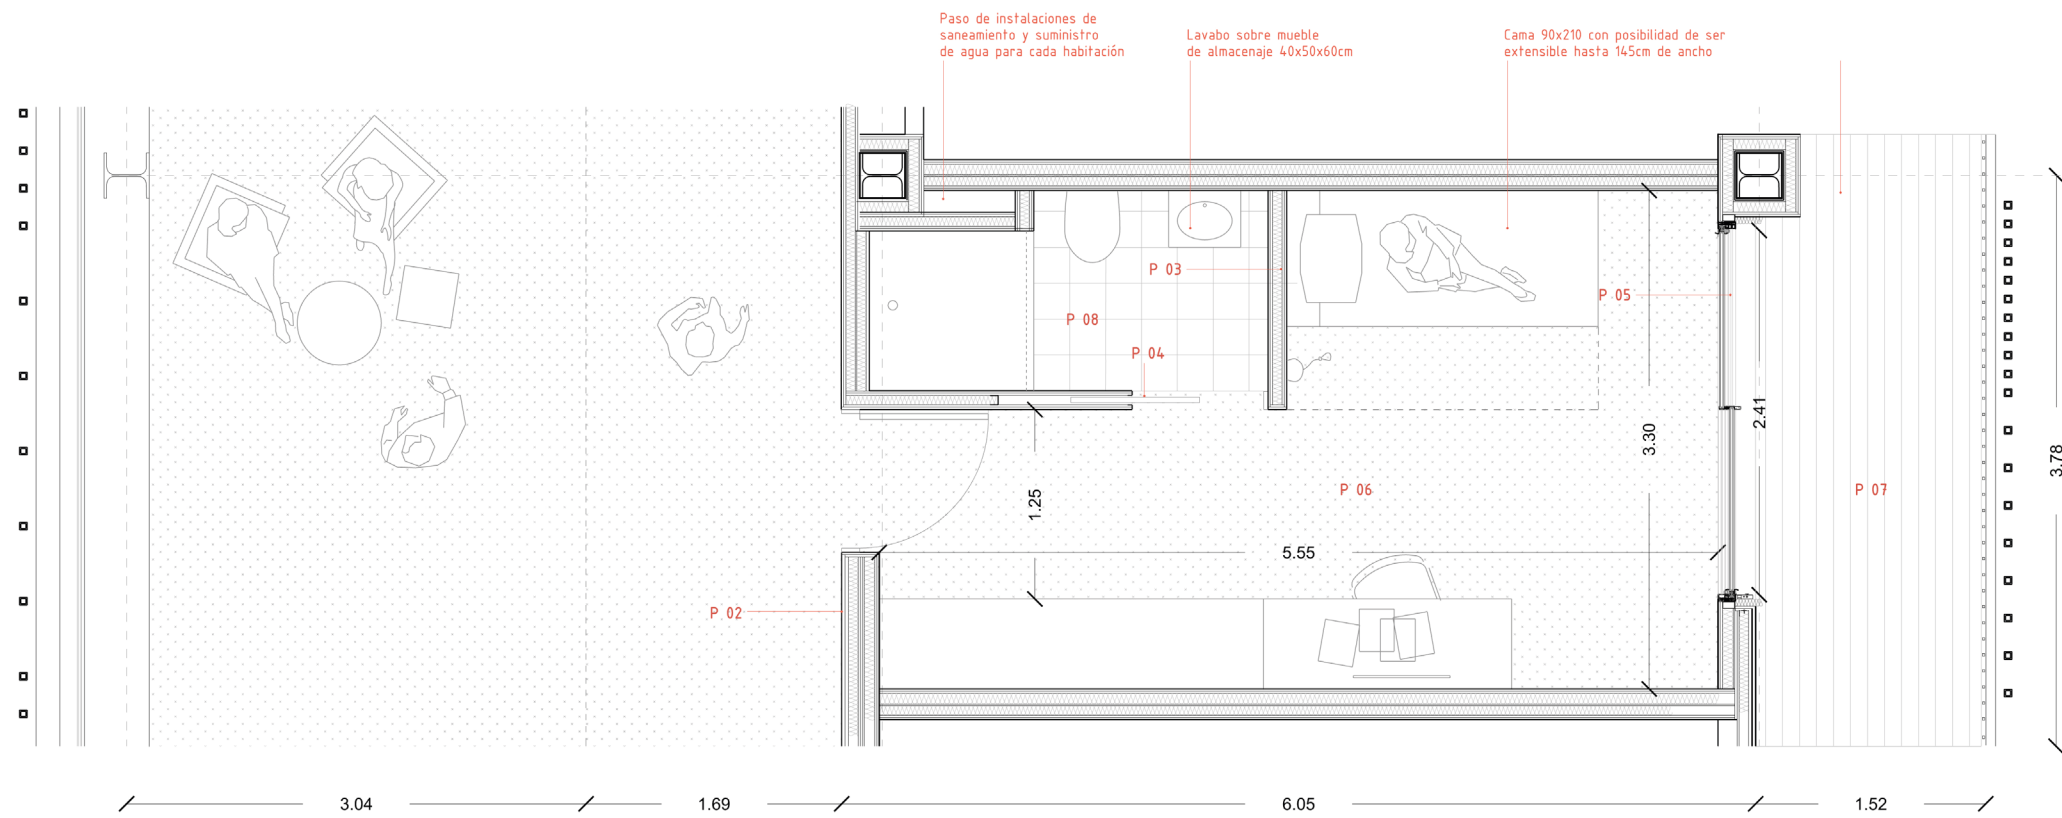 Paso de instalaciones de
saneamiento y suministro
de agua para cada habitación
Lavabo sobre mueble
de almacenaje 40x50x60cm
Cama 90x210 con posibilidad de ser
extensible hasta 145cm de ancho
P 03
P 05
P 08
P 04
2.41
3.30
3.78
P 06
P 07
1.25
5.55
P 02
3.04
1.69
6.05
1.52